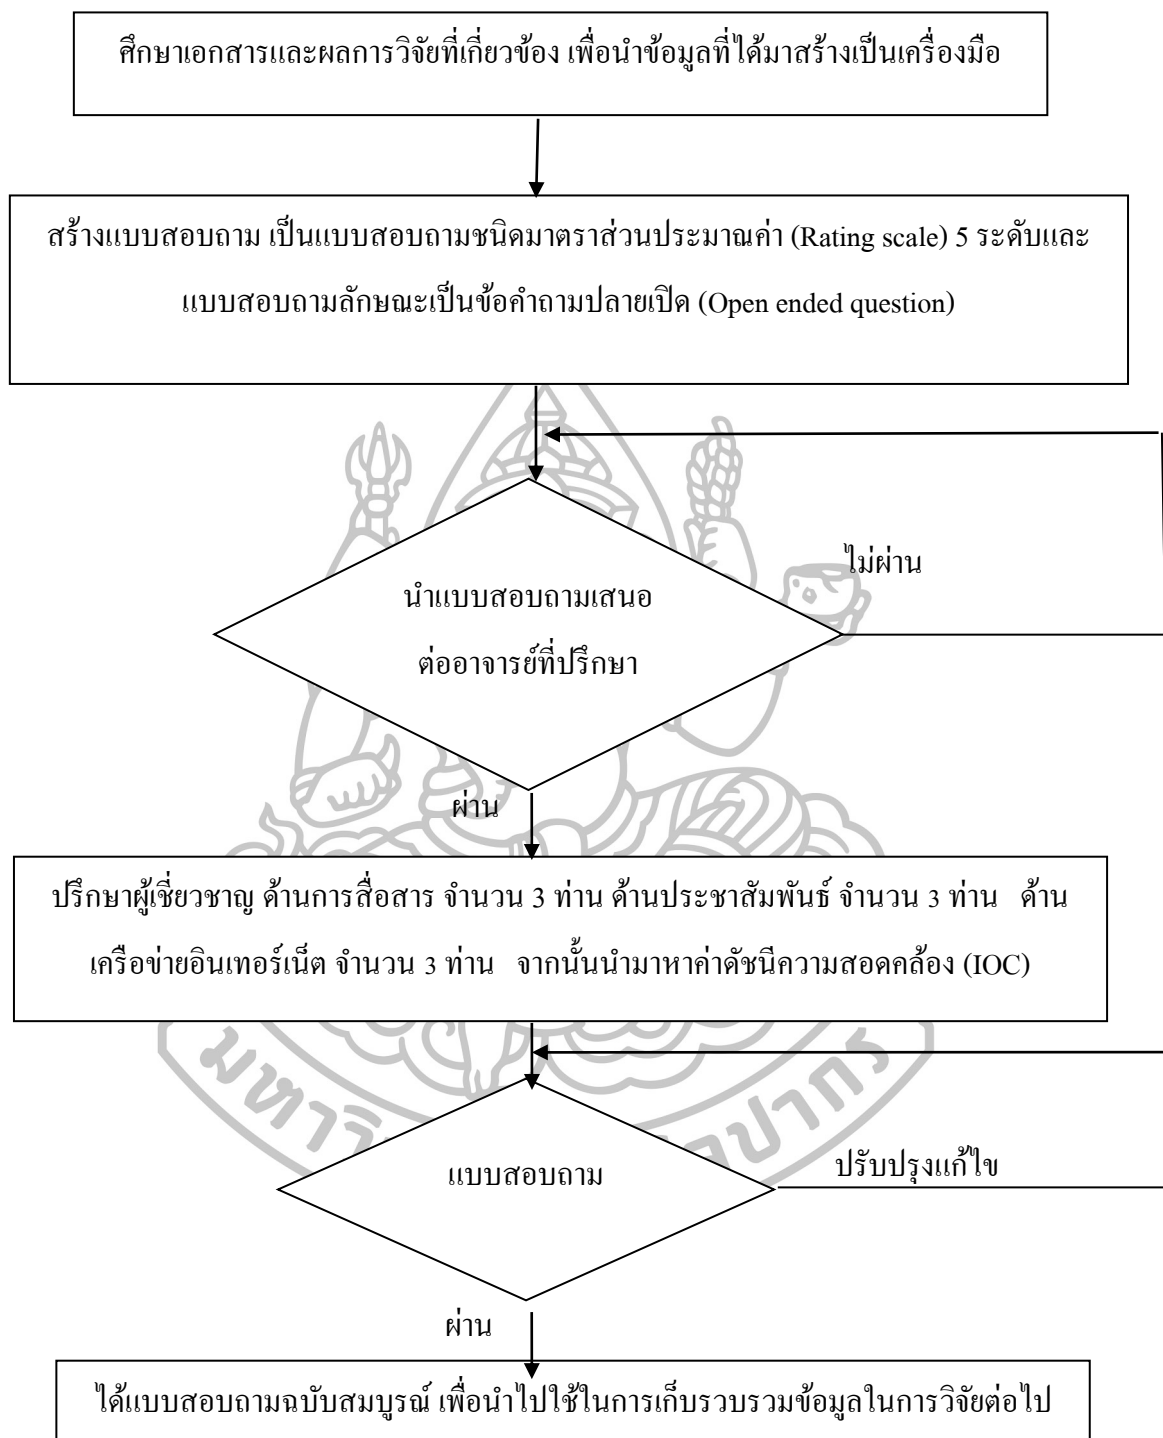 ศึกษาเอกสารและผลการวิจัยที่เกี่ยวข้อง เพื่อนำข้อมูลที่ได้มาสร้างเป็นเครื่องมือ
สร้างแบบสอบถาม เป็นแบบสอบถามชนิดมาตราส่วนประมาณค่า (Rating scale) 5 ระดับและ
แบบสอบถามลักษณะเป็นข้อคำถามปลายเปิด (Open ended question)
ไม่ผ่าน
นำแบบสอบถามเสนอ
ต่ออาจารย์ที่ปรึกษา
ผ่าน
ปรึกษาผู้เชี่ยวชาญ ด้านการสื่อสาร จำนวน 3 ท่าน ด้านประชาสัมพันธ์ จำนวน 3 ท่าน ด้าน
เครือข่ายอินเทอร์เน็ต จำนวน 3 ท่าน จากนั้นนำมาหาค่าดัชนีความสอดคล้อง (IOC)
ปรับปรุงแก้ไข
แบบสอบถาม
ผ่าน
ได้แบบสอบถามฉบับสมบูรณ์ เพื่อนำไปใช้ในการเก็บรวบรวมข้อมูลในการวิจัยต่อไป